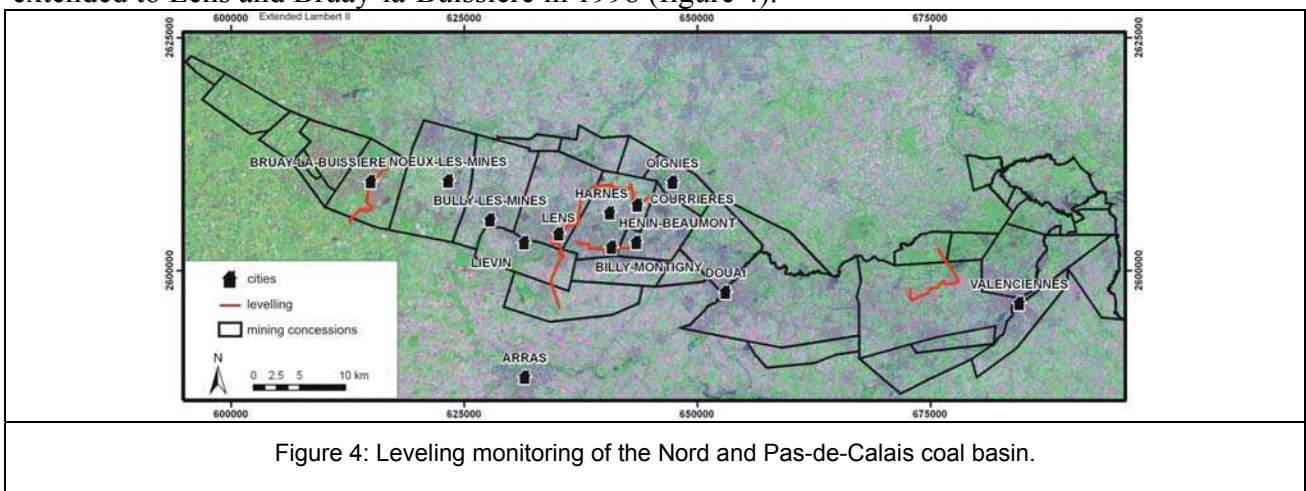 extended to Lens and Bruay-la-Buissière in 1996 (figure 4).
600000 Extended Lambert II 625000 650000 675000
2625000 2625000
BRUAY-LA-BUISSIERE NOEUX-LES-MINES OIGNIES
HARNES COURRIERES
BULLY-LES-MINES LENS HENIN-BEAUMONT
LIEVIN BILLY-MONTIGNY DOUAI
2600000 2600000
VALENCIENNES
cities
levelling
mining concessions
N
0 2,5 5 10 km
ARRAS
600000 625000 650000 675000
Figure 4: Leveling monitoring of the Nord and Pas-de-Calais coal basin.